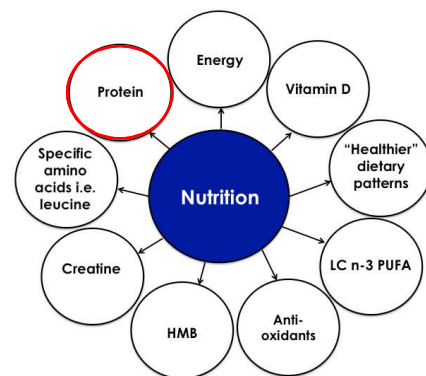 Energy
Protein
Vitamin D
Specific
amino
acids i.e.
leucine
Nutrition
“Healthier”
dietary
patterns
Creatine
LC n-3 PUFA
HMB
Anti-
oxidants